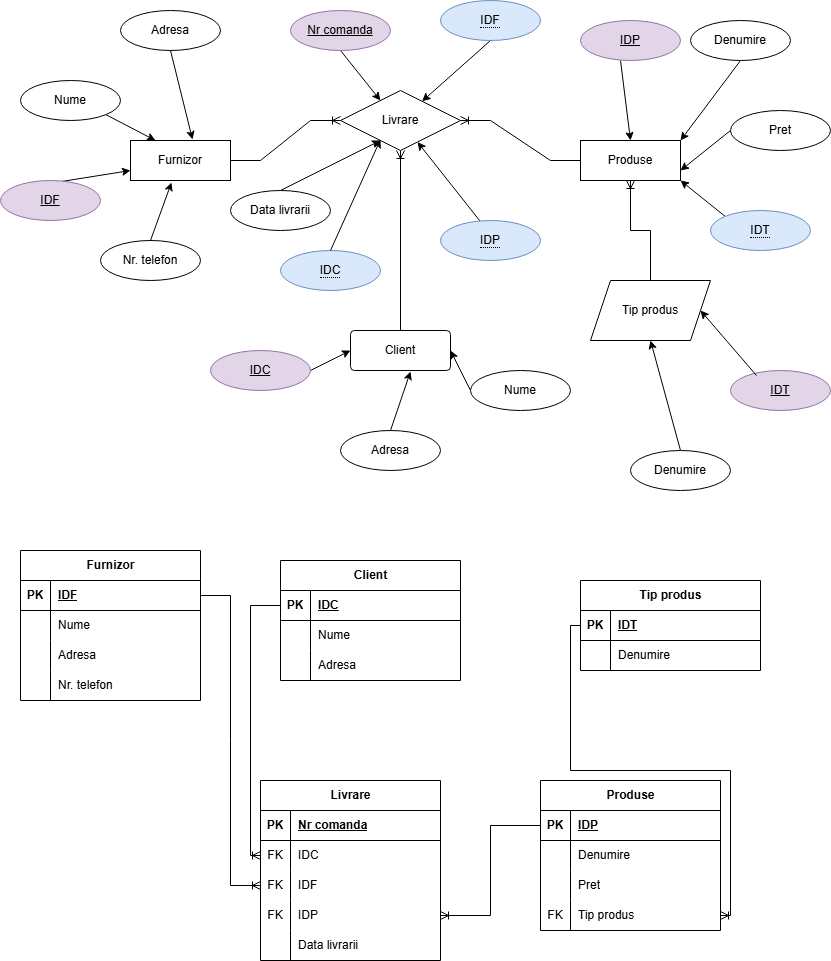 Adresa
Nr comanda
IDF
IDP
Denumire
Nume
Livrare
Pret
Furnizor
Produse
IDF
Data livrarii
IDT
Nr. telefon
IDC
IDP
Tip produs
Client
IDC
Nume
IDT
Adresa
Denumire
Furnizor
PK IDF
Nume
Adresa
Nr. telefon
Client
PK IDC
Nume
Adresa
Tip produs
PK IDT
Denumire
Livrare
PK Nr comanda
FK IDC
FK IDF
FK IDP
Data livrarii
Produse
PK IDP
Denumire
Pret
FK Tip produs